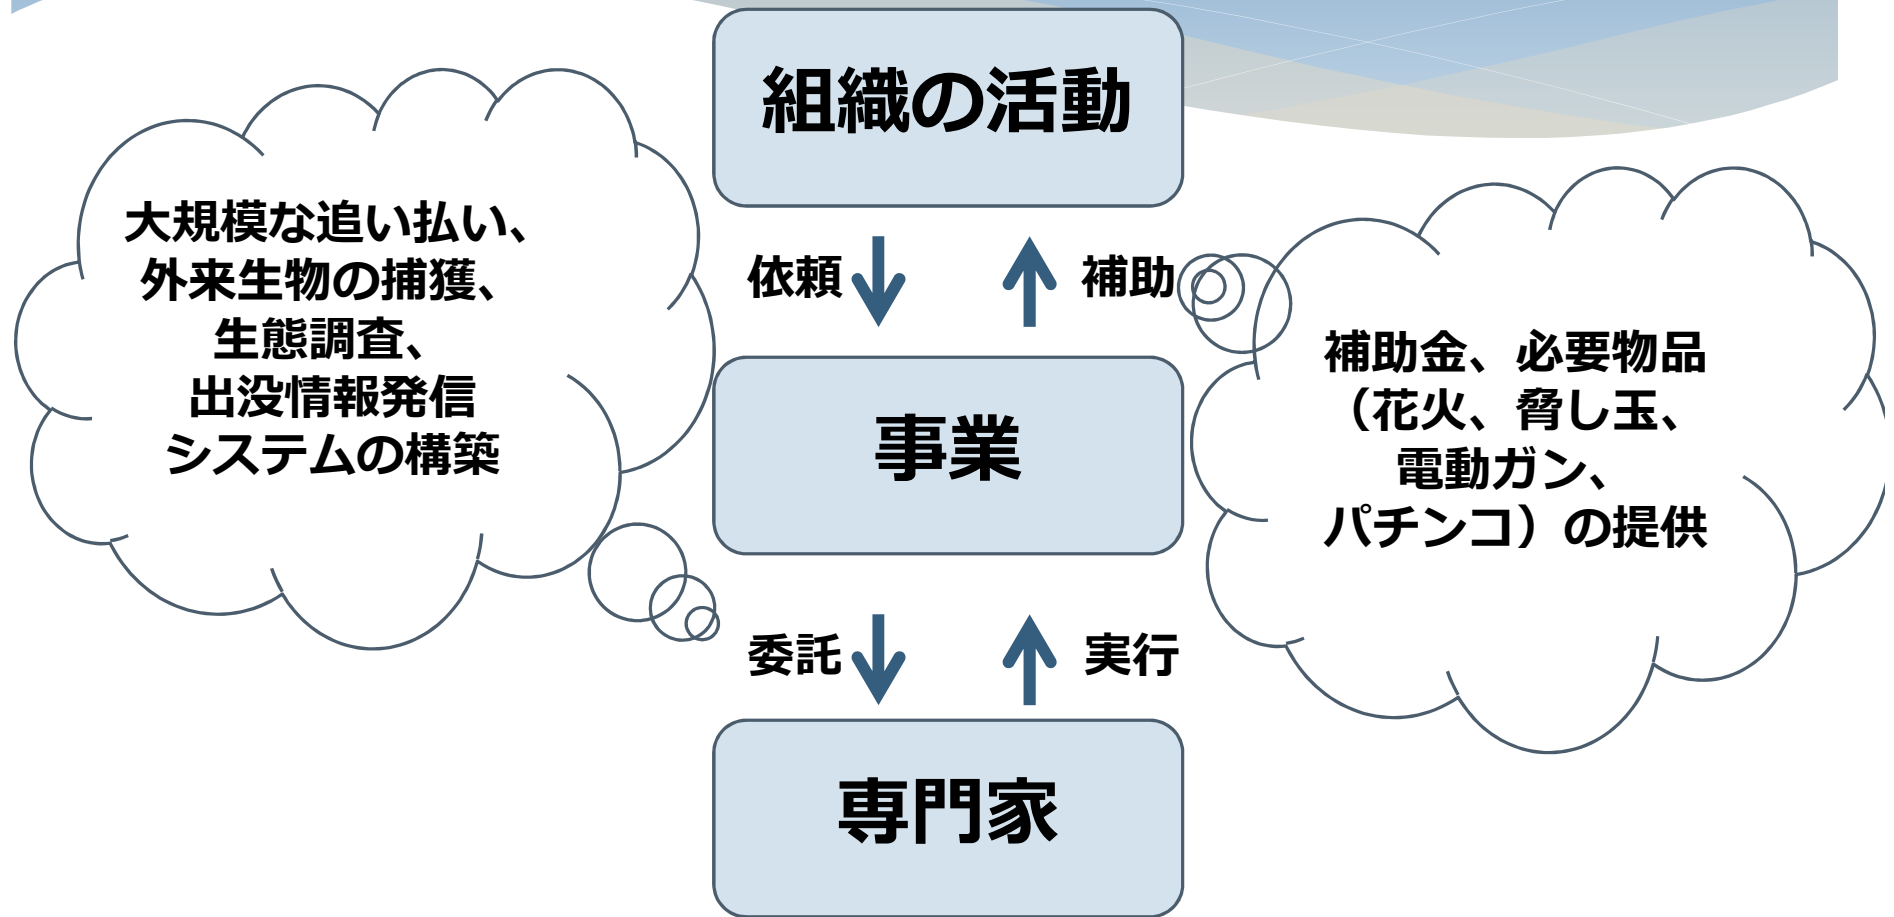 組織の活動
大規模な追い払い、
外来生物の捕獲、
生態調査、
出没情報発信
システムの構築
依頼
補助
補助金、必要物品
（花火、脅し玉、
電動ガン、
パチンコ）の提供
事業
委託
実行
専門家